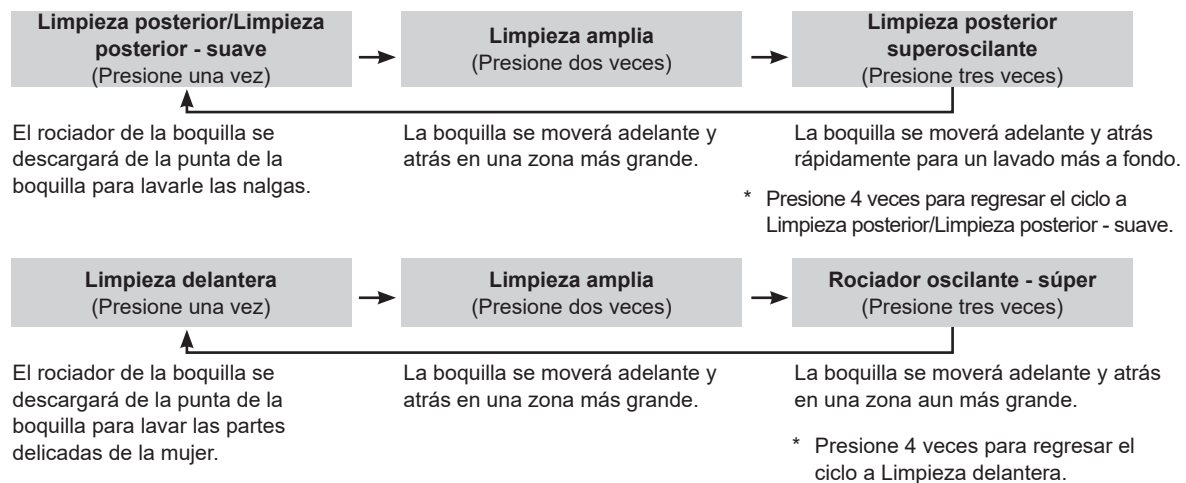 Limpieza posterior/Limpieza
posterior - suave
(Presione una vez)
Limpieza amplia
(Presione dos veces)
Limpieza posterior
superoscilante
(Presione tres veces)
El rociador de la boquilla se
descargará de la punta de la
boquilla para lavarle las nalgas.
La boquilla se moverá adelante y
atrás en una zona más grande.
La boquilla se moverá adelante y atrás
rápidamente para un lavado más a fondo.
* Presione 4 veces para regresar el ciclo a
Limpieza posterior/Limpieza posterior - suave.
Limpieza delantera
(Presione una vez)
Limpieza amplia
(Presione dos veces)
Rociador oscilante - súper
(Presione tres veces)
El rociador de la boquilla se
descargará de la punta de la
boquilla para lavar las partes
delicadas de la mujer.
La boquilla se moverá adelante y
atrás en una zona más grande.
La boquilla se moverá adelante y atrás
en una zona aun más grande.
* Presione 4 veces para regresar el
ciclo a Limpieza delantera.